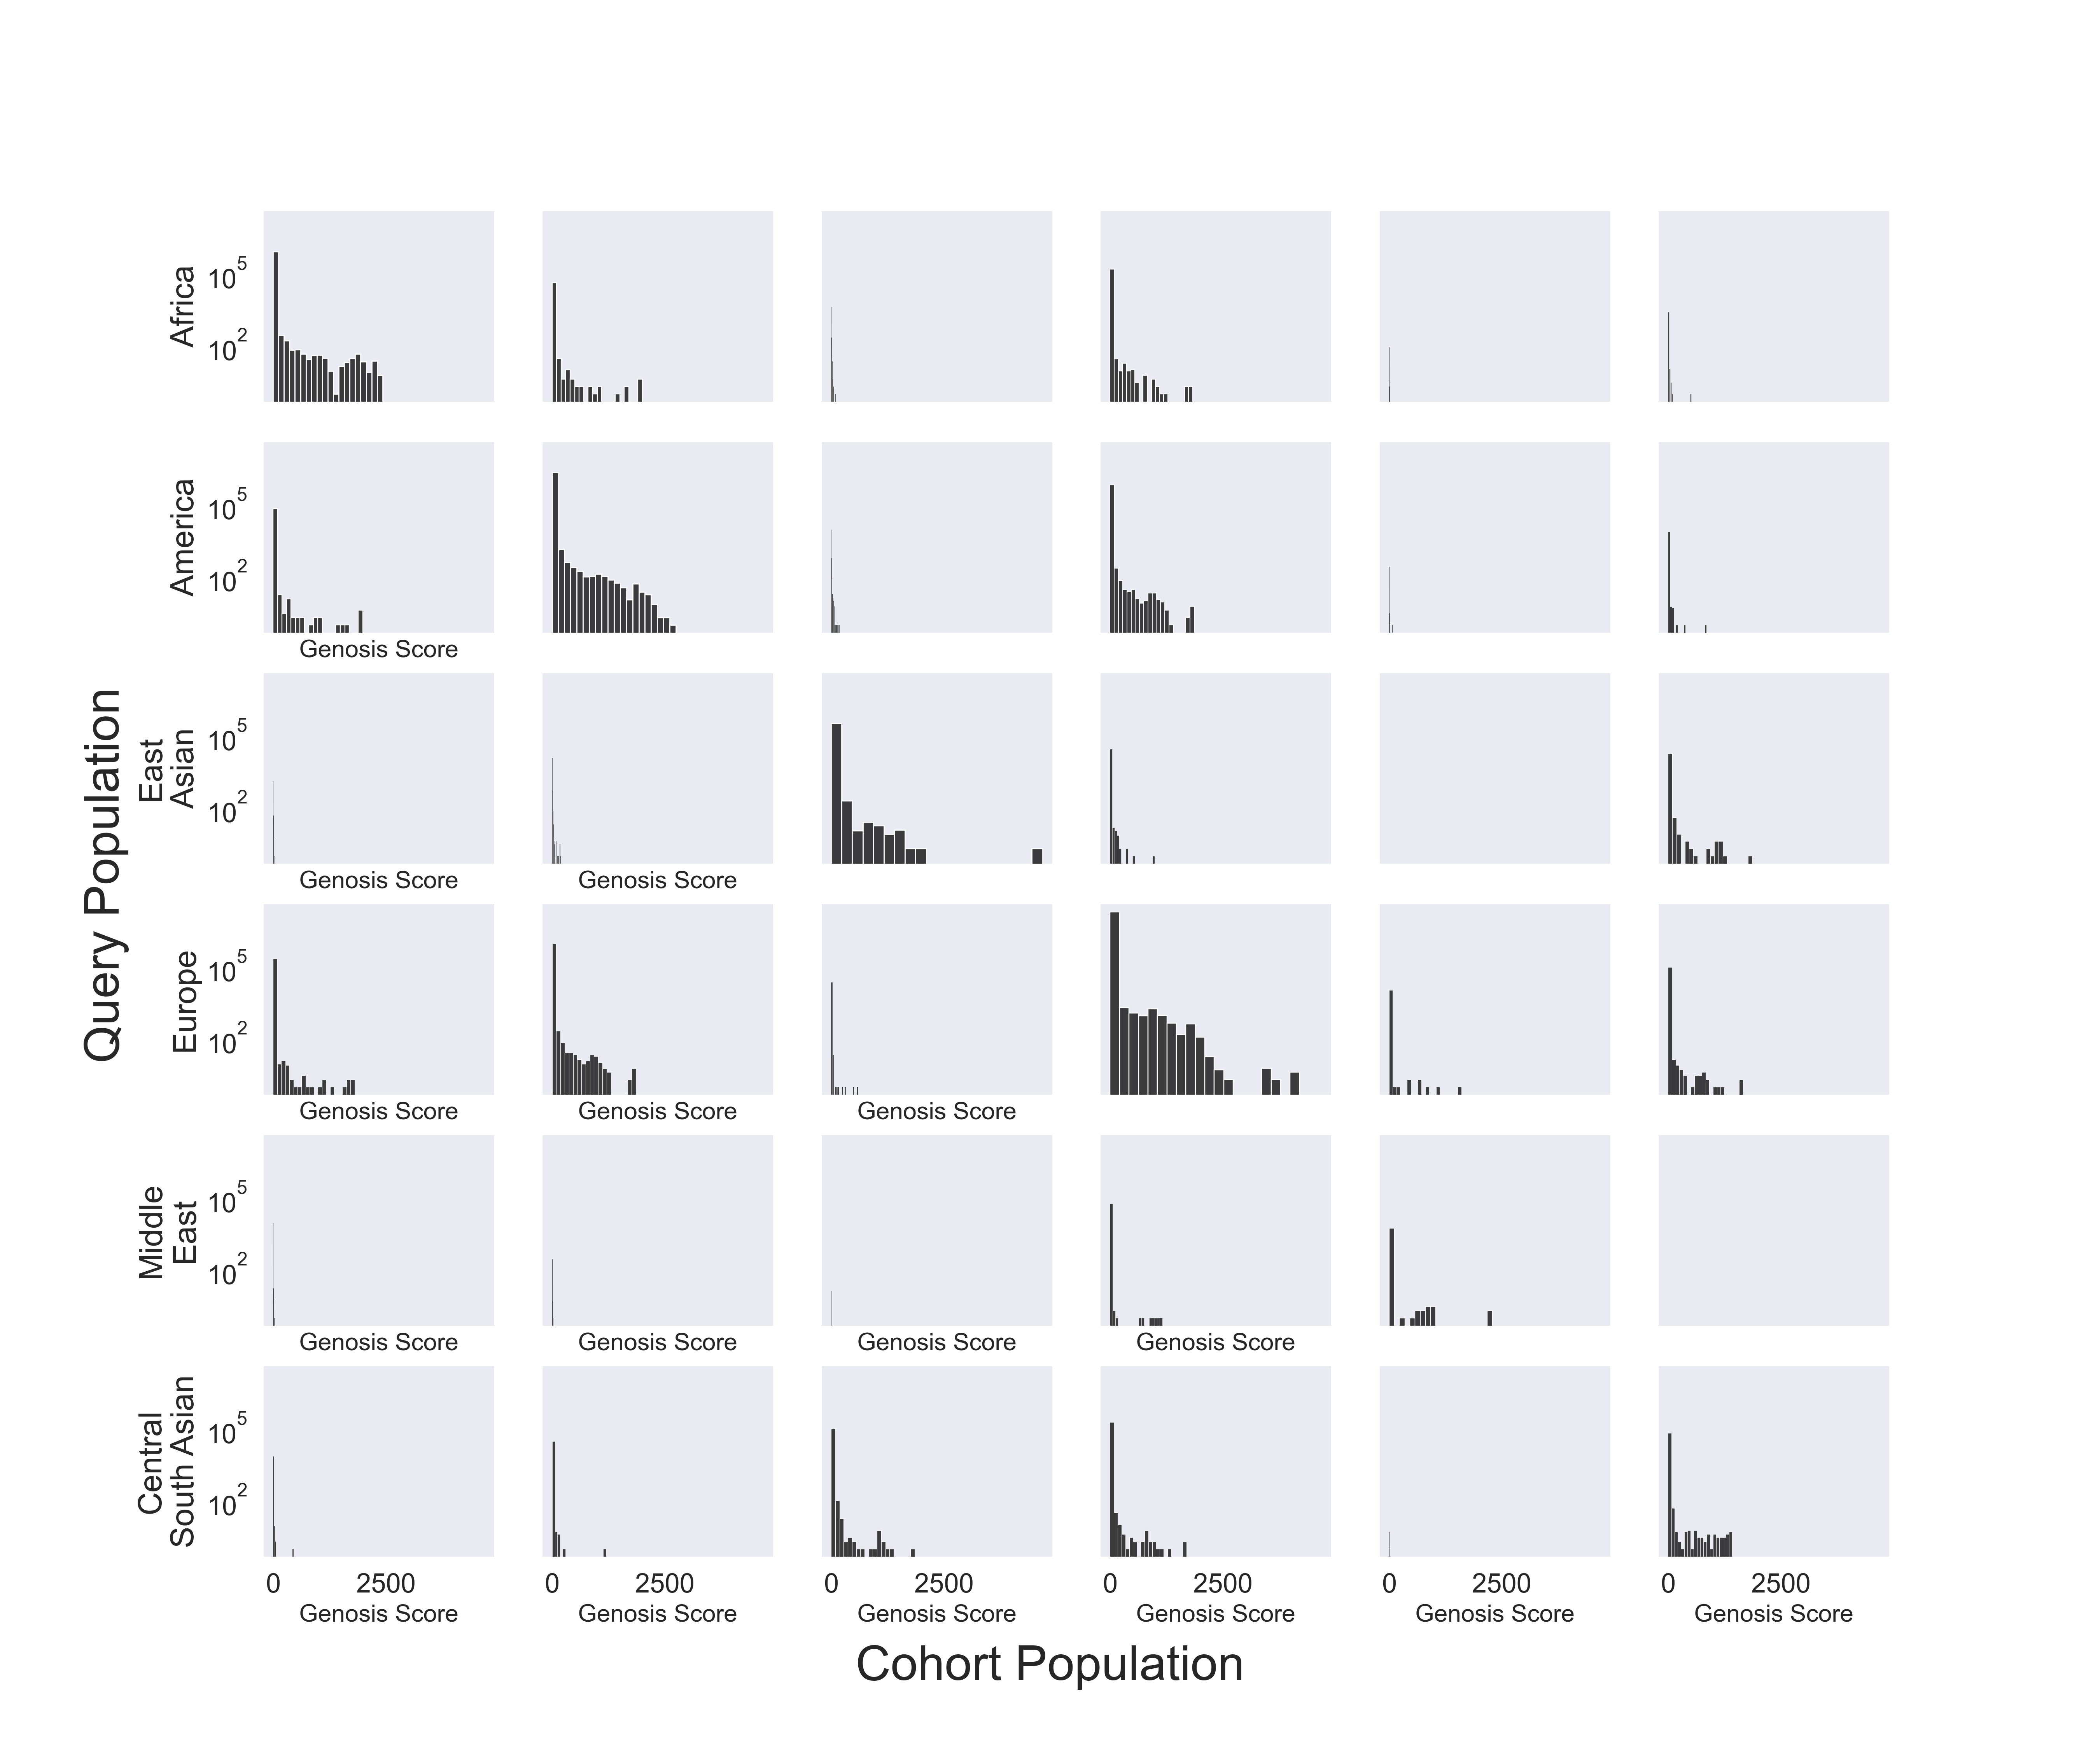 Query Population
Africa
10^5
10^2
America
10^5
10^2
Genosis Score
East
Asian
10^5
10^2
Genosis Score Genosis Score
Europe
10^5
10^2
Genosis Score Genosis Score Genosis Score
Middle
East
10^5
10^2
Genosis Score Genosis Score Genosis Score Genosis Score
Central
South Asian
10^5
10^2
0 2500 0 2500 0 2500 0 2500 0 2500 0 2500
Genosis Score Genosis Score Genosis Score Genosis Score Genosis Score Genosis Score
Cohort Population